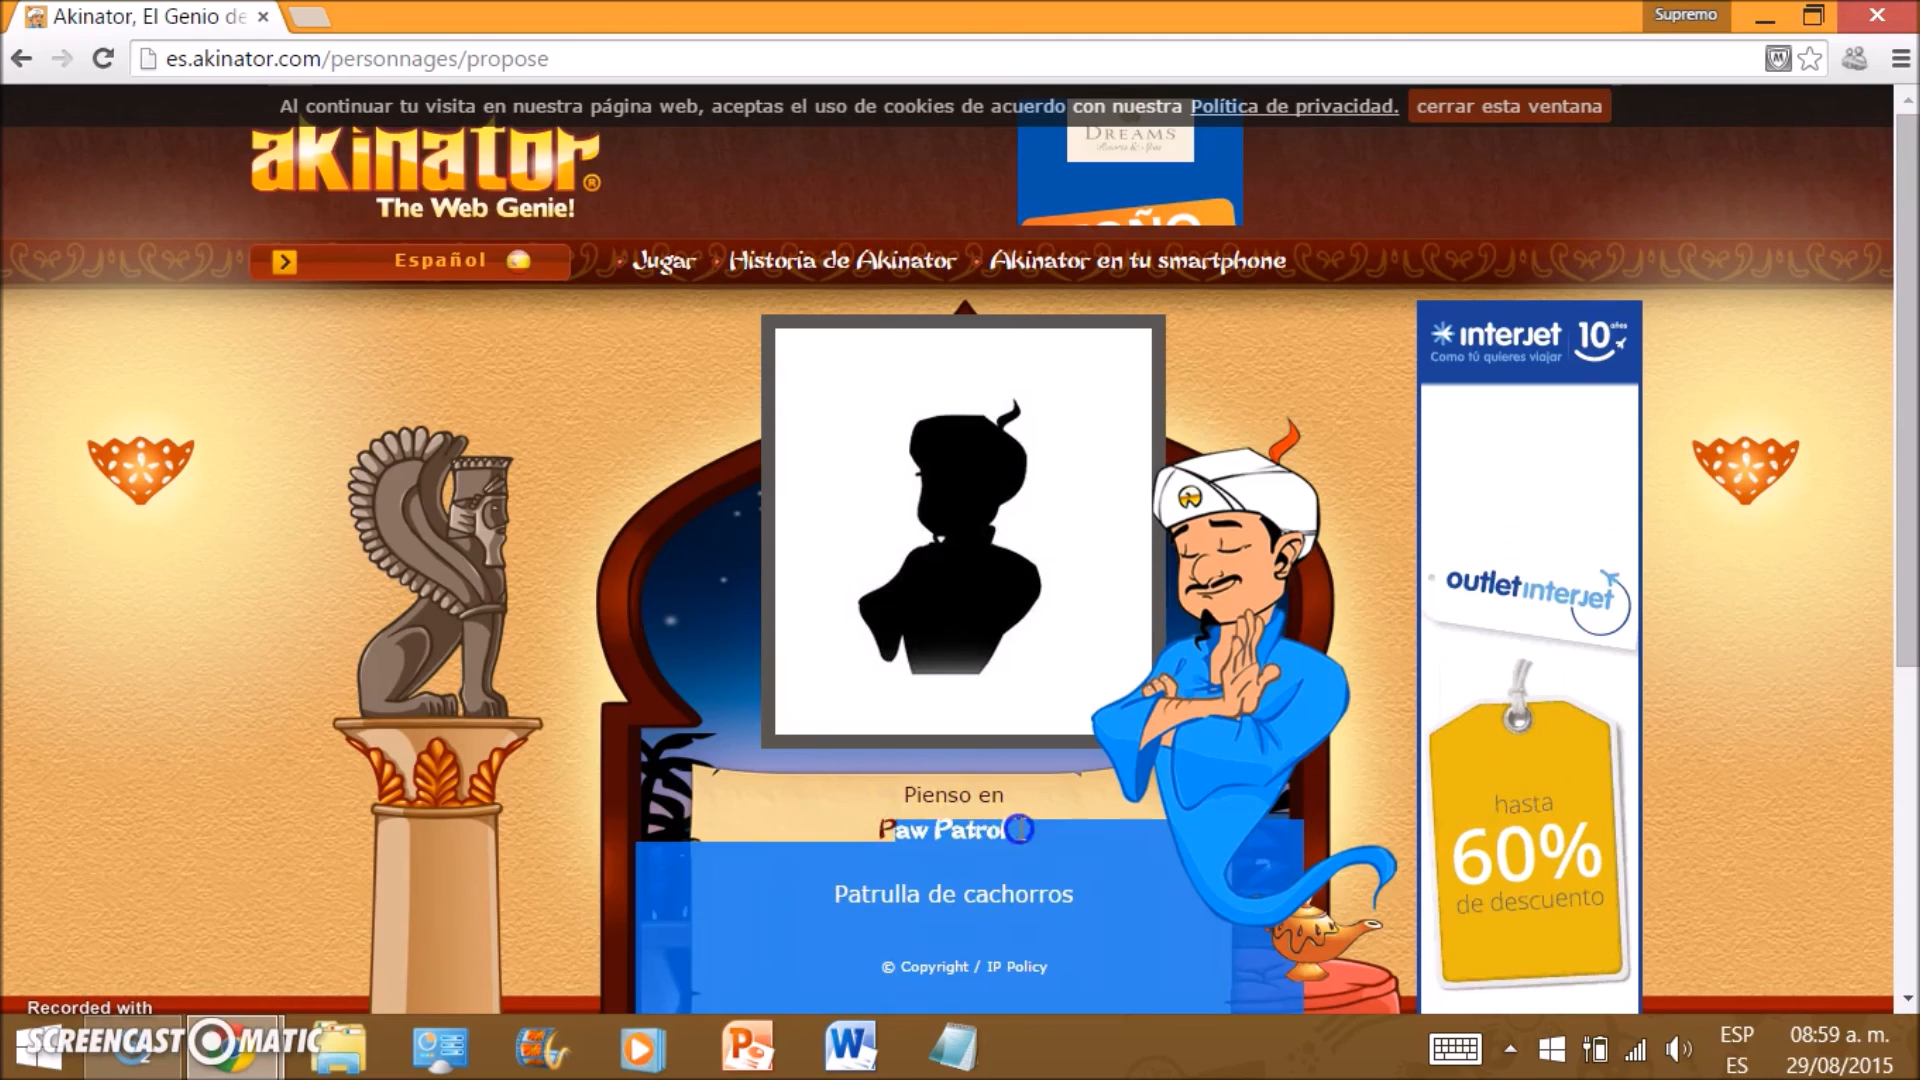 Akinator, El Genio de
Supremo
es.akinator.com/personnages/propose
Al continuar tu visita en nuestra página web, aceptas el uso de cookies de acuerdo con nuestra Política de privacidad. cerrar esta ventana
DREAMS
akinator®
The Web Genie!
Español
Jugar
Historia de Akinator
Akinator en tu smartphone
interjet 10 años
Como tú quieres viajar
outletinterjet
hasta
60%
de descuento
Pienso en
Paw Patrol
Patrulla de cachorros
© Copyright / IP Policy
Recorded with
SCREENCAST MATIC
ESP
ES
08:59 a. m.
29/08/2015